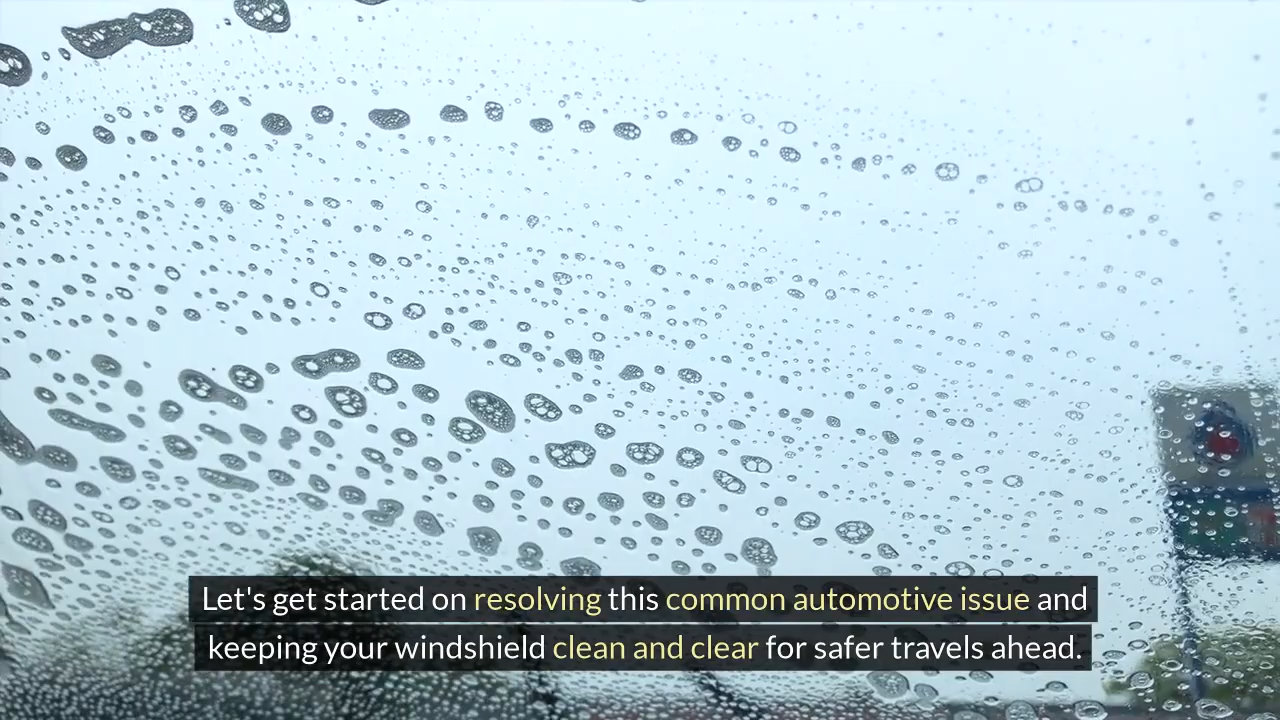 Let's get started on resolving this common automotive issue and
keeping your windshield clean and clear for safer travels ahead.